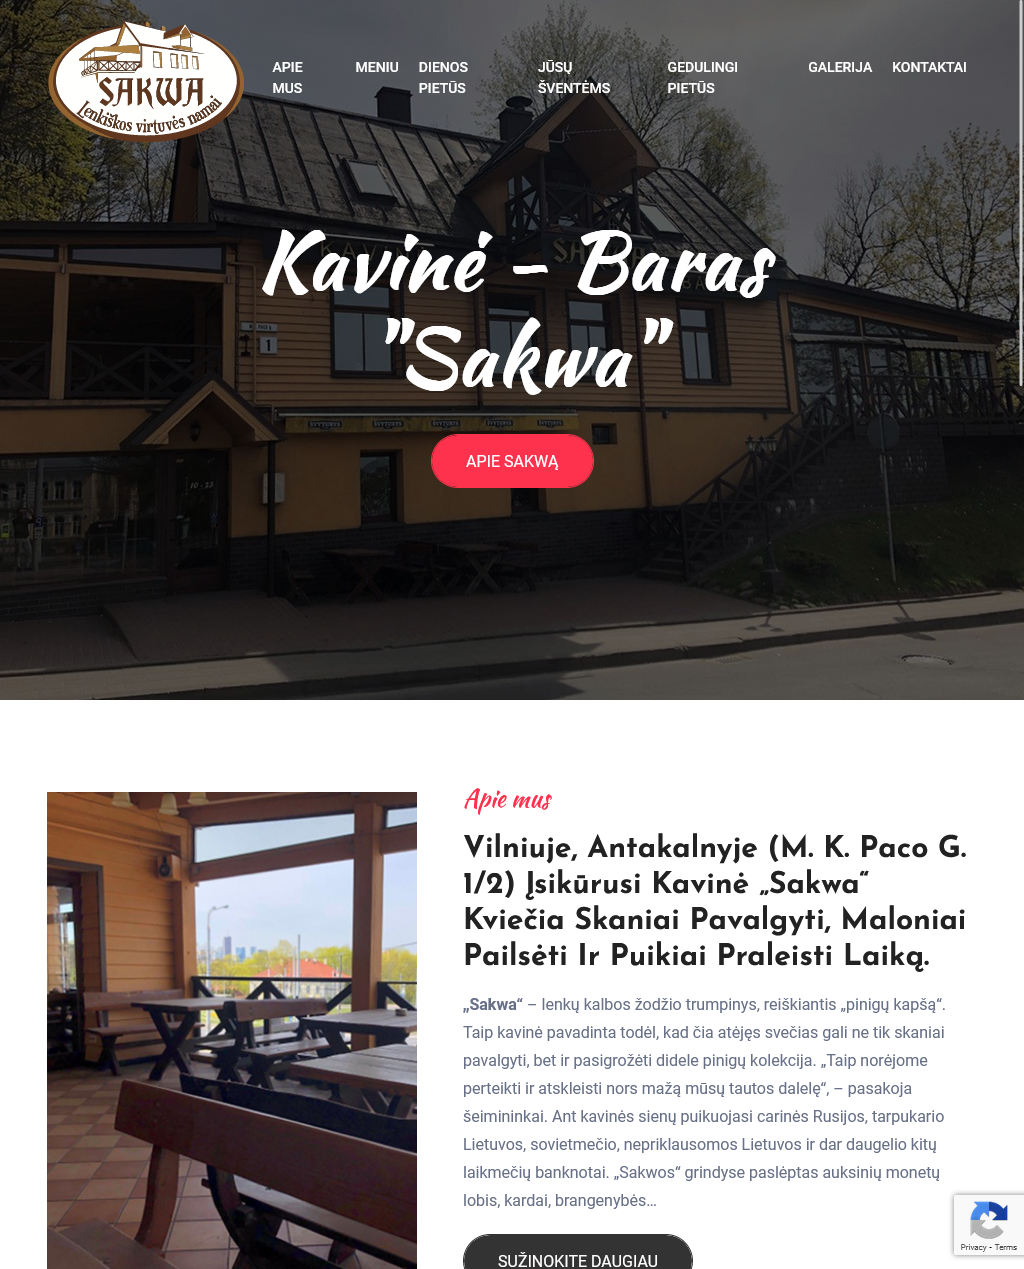 SAKWA
Lenkiškos virtuvės namai
APIE MUS
MENIU
DIENOS PIETŪS
JŪSŲ ŠVENTĖMS
GEDULINGI PIETŪS
GALERIJA
KONTAKTAI
Kavinė - Baras
"Sakwa"
1
10 - 23
APIE SAKWĄ
Apie mus
Vilniuje, Antakalnyje (M. K. Paco G.
1/2) Įsikūrusi Kavinė „Sakwa“
Kviečia Skaniai Pavalgyti, Maloniai
Pailsėti Ir Puikiai Praleisti Laiką.
„Sakwa“ – lenkų kalbos žodžio trumpinys, reiškiantis „pinigų kapšą“.
Taip kavinė pavadinta todėl, kad čia atėjęs svečias gali ne tik skaniai
pavalgyti, bet ir pasigrožėti didele pinigų kolekcija. „Taip norėjome
perteikti ir atskleisti nors mažą mūsų tautos dalelę“, – pasakoja
šeimininkai. Ant kavinės sienų puikuojasi carinės Rusijos, tarpukario
Lietuvos, sovietmečio, nepriklausomos Lietuvos ir dar daugelio kitų
laikmečių banknotai. „Sakwos“ grindyse paslėptas auksinių monetų
lobis, kardai, brangenybės…
SUŽINOKITE DAUGIAU
Privacy - Terms